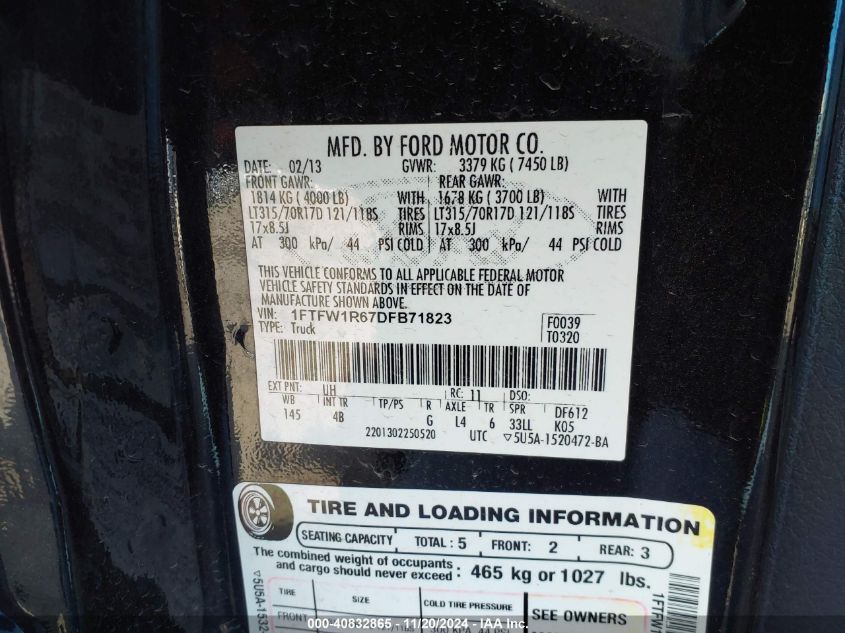 MFD. BY FORD MOTOR CO.
DATE: 02/13 GVWR: 3379 KG ( 7450 LB)
FRONT GAWR: REAR GAWR:
1814 KG ( 4000 LB) WITH 1678 KG ( 3700 LB) WITH
LT315/70R17D 121/118S TIRES LT315/70R17D 121/118S TIRES
17x8.5J RIMS 17x8.5J RIMS
AT 300 kPa/ 44 PSI COLD AT 300 kPa/ 44 PSI COLD
THIS VEHICLE CONFORMS TO ALL APPLICABLE FEDERAL MOTOR
VEHICLE SAFETY STANDARDS IN EFFECT ON THE DATE OF
MANUFACTURE SHOWN ABOVE.
VIN: 1FTFW1R67DFB71823 F0039
TYPE: Truck T0320
EXT PNT: UH RC: 11 DSO:
WB INT TR TP/PS R AXLE TR SPR DF612
145 4B G L4 6 33LL K05
2201302250520 UTC ▽5U5A-1520472-BA
TIRE AND LOADING INFORMATION
SEATING CAPACITY TOTAL : 5 FRONT: 2 REAR: 3
The combined weight of occupants
and cargo should never exceed : 465 kg or 1027 lbs.
TIRE SIZE COLD TIRE PRESSURE SEE OWNERS
FRONT
▽5U5A-1532
1FTFW1
000-40832865 - 11/20/2024 - IAAI.COM